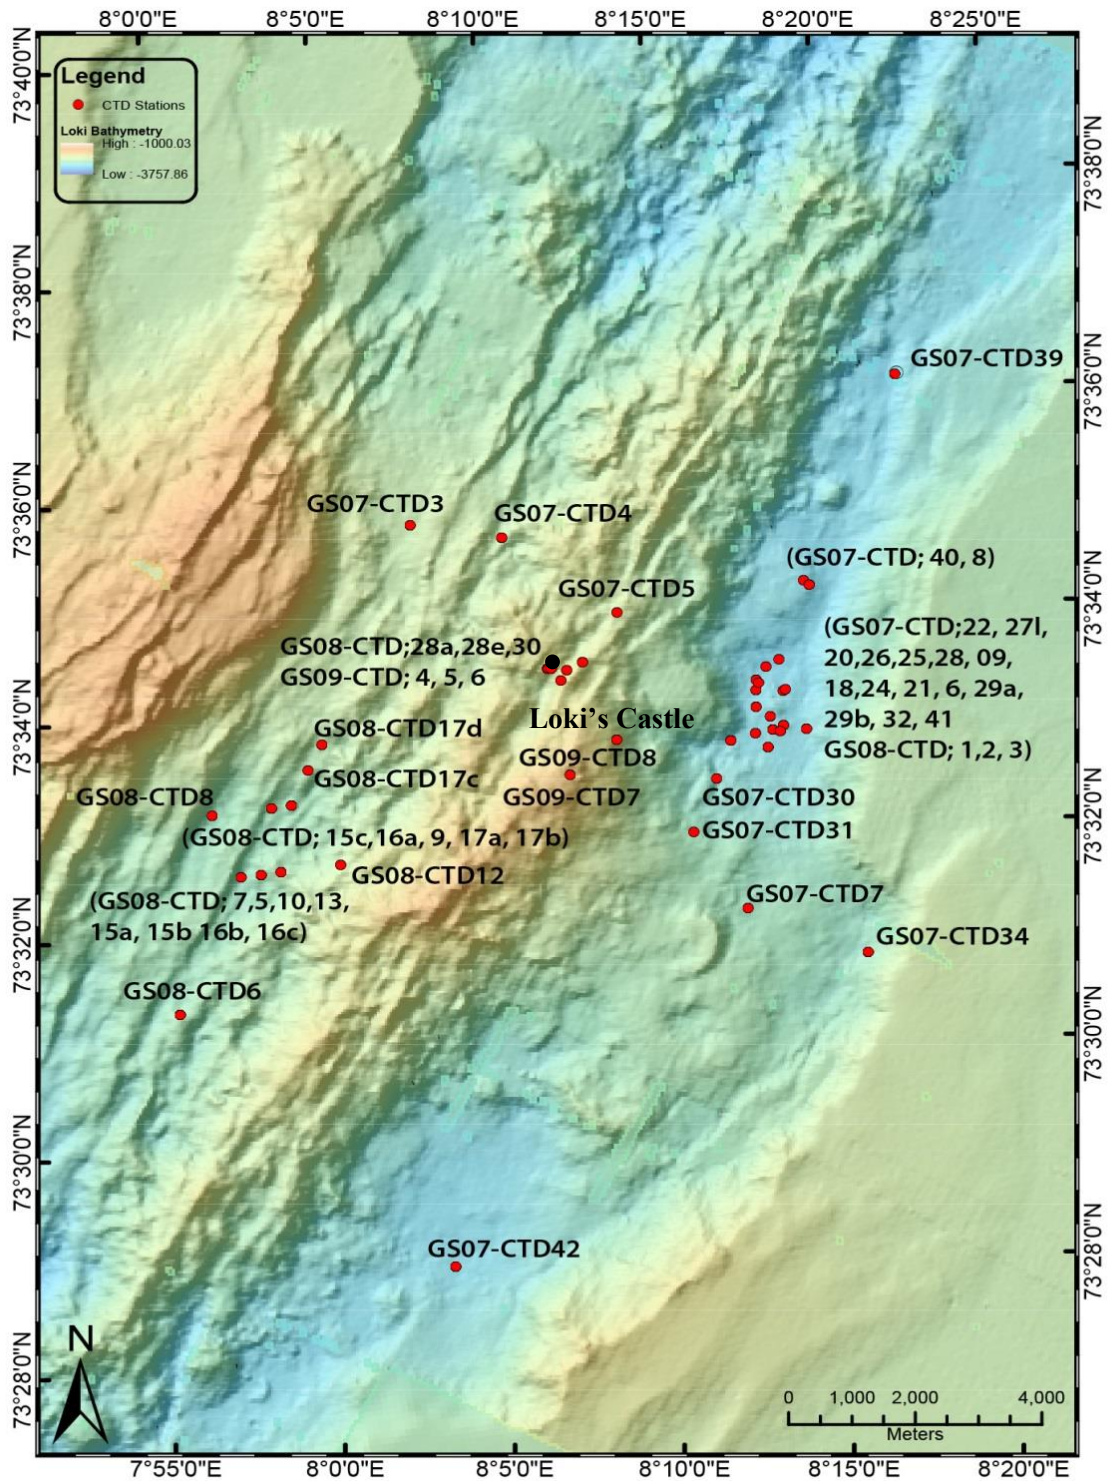 8°0'0"E 8°5'0"E 8°10'0"E 8°15'0"E 8°20'0"E 8°25'0"E
73°40'0"N
73°38'0"N
73°36'0"N
73°34'0"N
73°32'0"N
73°30'0"N
73°28'0"N
Legend
CTD Stations
Loki Bathymetry
High : -1000.03
Low : -3757.86
GS07-CTD39
GS07-CTD3
GS07-CTD4
(GS07-CTD; 40, 8)
GS07-CTD5
(GS07-CTD;22, 27l,
20,26,25,28, 09,
18,24, 21, 6, 29a,
29b, 32, 41
GS08-CTD; 1,2, 3)
GS08-CTD;28a,28e,30
GS09-CTD; 4, 5, 6
Loki's Castle
GS08-CTD17d
GS09-CTD8
GS08-CTD17c
GS09-CTD7
GS08-CTD8
GS07-CTD30
GS07-CTD31
(GS08-CTD; 15c,16a, 9, 17a, 17b)
GS08-CTD12
(GS08-CTD; 7,5,10,13,
15a, 15b 16b, 16c)
GS07-CTD7
GS07-CTD34
GS08-CTD6
GS07-CTD42
N
0 1,000 2,000 4,000
Meters
73°38'0"N
73°36'0"N
73°34'0"N
73°32'0"N
73°30'0"N
73°28'0"N
7°55'0"E 8°0'0"E 8°5'0"E 8°10'0"E 8°15'0"E 8°20'0"E